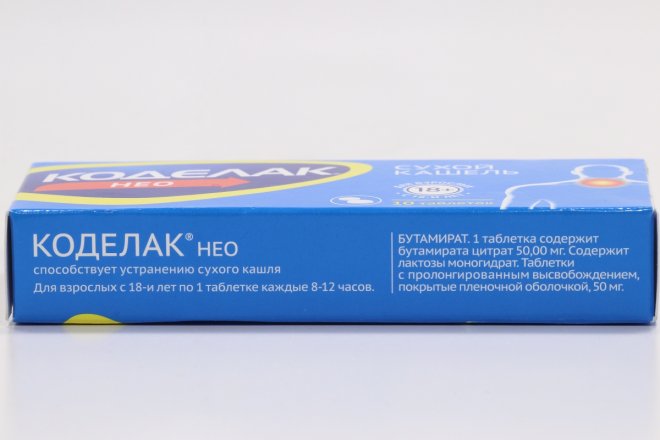 КОДЕЛАК
НЕО
СУХОЙ
КАШЕЛЬ
18+
10 таблеток
КОДЕЛАК® НЕО
способствует устранению сухого кашля
Для взрослых с 18-и лет по 1 таблетке каждые 8-12 часов.
БУТАМИРАТ. 1 таблетка содержит
бутамирата цитрат 50,00 мг. Содержит
лактозы моногидрат. Таблетки
с пролонгированным высвобождением,
покрытые пленочной оболочкой, 50 мг.